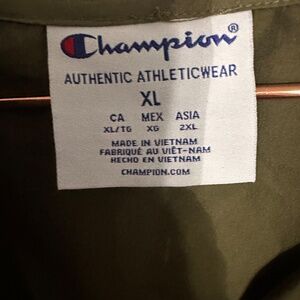 Champion®
AUTHENTIC ATHLETICWEAR
XL
CA MEX ASIA
XL/TG XG 2XL
MADE IN VIETNAM
FABRIQUÉ AU VIÊT-NAM
HECHO EN VIETNAM
CHAMPION.COM